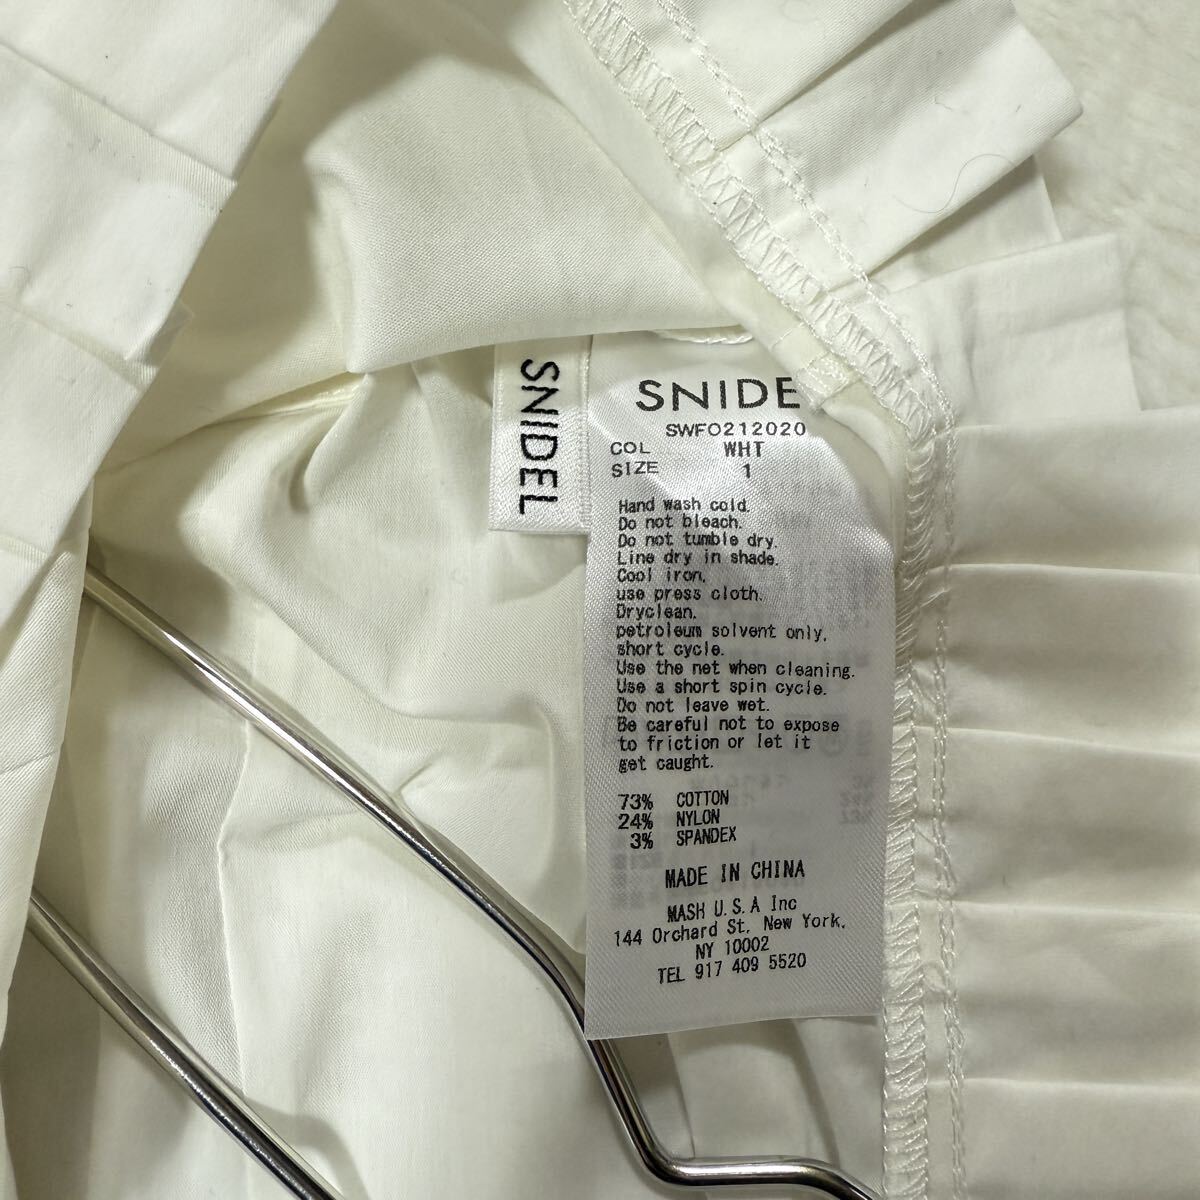 SNIDEL
SNIDE
SWFO212020
COL WHT
SIZE 1
Hand wash cold.
Do not bleach.
Do not tumble dry.
Line dry in shade.
Cool iron,
use press cloth.
Dryclean,
petroleum solvent only,
short cycle.
Use the net when cleaning.
Use a short spin cycle.
Do not leave wet.
Be careful not to expose
to friction or let it
get caught.
73% COTTON
24% NYLON
3% SPANDEX
MADE IN CHINA
MASH U.S.A Inc
144 Orchard St, New York,
NY 10002
TEL 917 409 5520